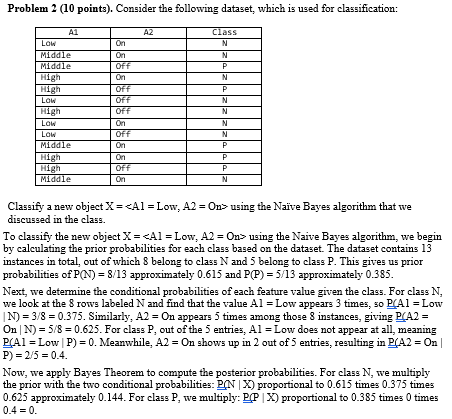 Problem 2 (10 points). Consider the following dataset, which is used for classification:
A1 A2 Class
Low On N
Middle On N
Middle Off P
High On N
High Off P
Low Off N
High Off N
Low On N
Low Off N
Middle On P
High On P
High Off P
Middle On N
Classify a new object X = <A1 = Low, A2 = On> using the Naïve Bayes algorithm that we
discussed in the class.
To classify the new object X = <A1 = Low, A2 = On> using the Naive Bayes algorithm, we begin
by calculating the prior probabilities for each class based on the dataset. The dataset contains 13
instances in total, out of which 8 belong to class N and 5 belong to class P. This gives us prior
probabilities of P(N) = 8/13 approximately 0.615 and P(P) = 5/13 approximately 0.385.
Next, we determine the conditional probabilities of each feature value given the class. For class N,
we look at the 8 rows labeled N and find that the value A1 = Low appears 3 times, so P(A1 = Low
| N) = 3/8 = 0.375. Similarly, A2 = On appears 5 times among those 8 instances, giving P(A2 =
On | N) = 5/8 = 0.625. For class P, out of the 5 entries, A1 = Low does not appear at all, meaning
P(A1 = Low | P) = 0. Meanwhile, A2 = On shows up in 2 out of 5 entries, resulting in P(A2 = On |
P) = 2/5 = 0.4.
Now, we apply Bayes Theorem to compute the posterior probabilities. For class N, we multiply
the prior with the two conditional probabilities: P(N | X) proportional to 0.615 times 0.375 times
0.625 approximately 0.144. For class P, we multiply: P(P | X) proportional to 0.385 times 0 times
0.4 = 0.